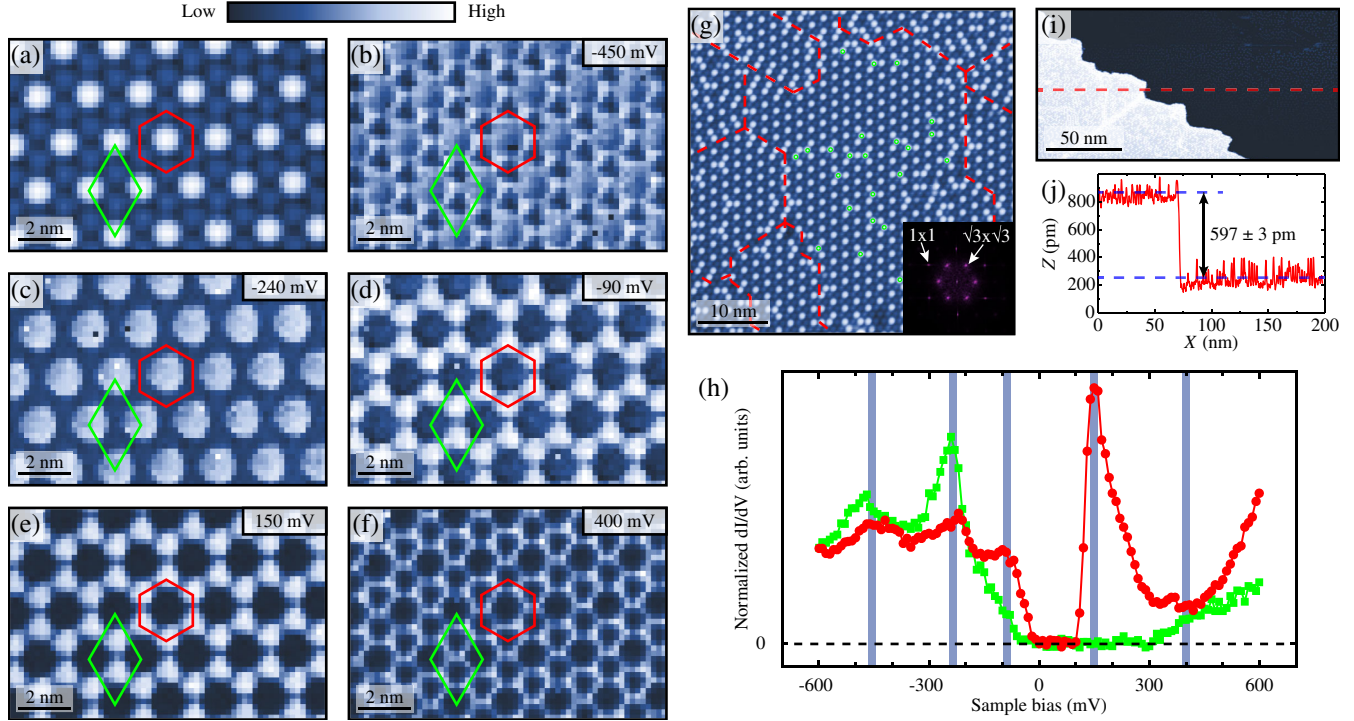 Low High
(a)
2 nm
(b) -450 mV
2 nm
(c) -240 mV
2 nm
(d) -90 mV
2 nm
(e) 150 mV
2 nm
(f) 400 mV
2 nm
(g)
1x1 √3x√3
10 nm
(h)
Normalized dI/dV (arb. units)
0
-600 -300 0 300 600
Sample bias (mV)
(i)
50 nm
(j)
Z (pm)
800
600
400
200
597 ± 3 pm
0 50 100 150 200
X (nm)